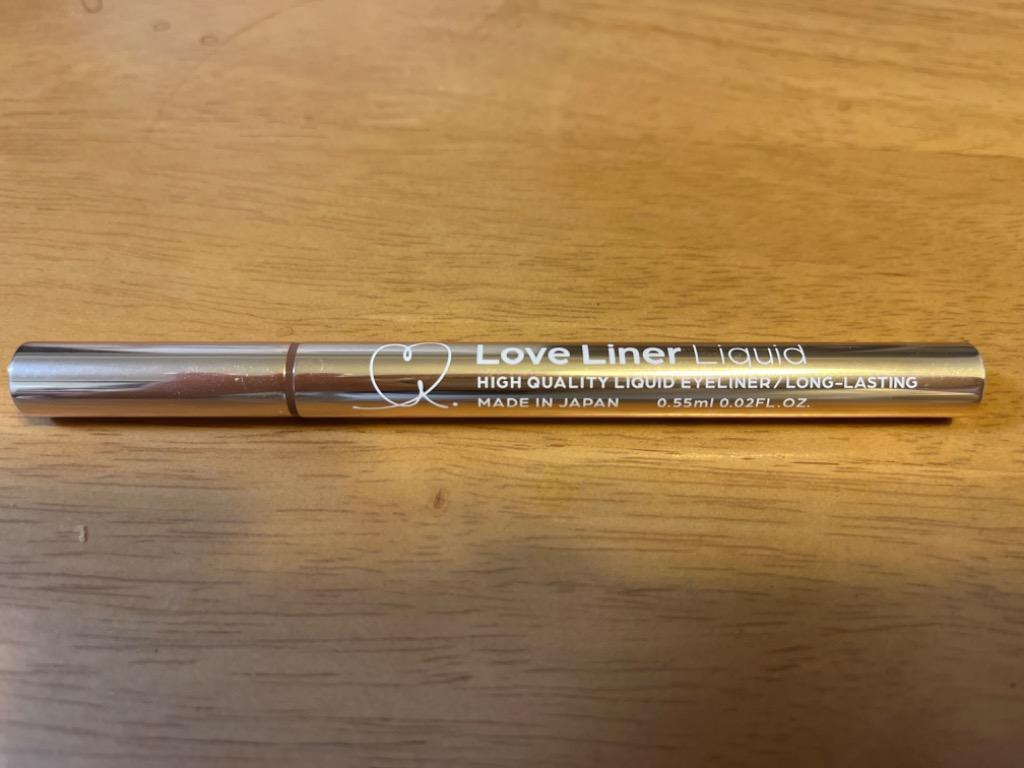 Love Liner Liquid
HIGH QUALITY LIQUID EYELINER/LONG-LASTING
MADE IN JAPAN 0.55ml 0.02FL.OZ.